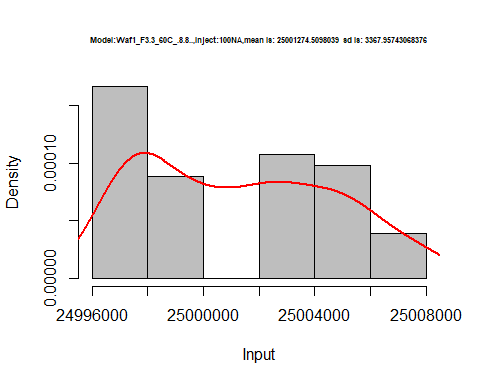 Model:Waf1_F3.3_60C_.8.8..,Inject:100NA,mean is: 25001274.5098039 sd is: 3367.95743068376
Density
0.00010
0.00000
24996000 25000000 25004000 25008000
Input